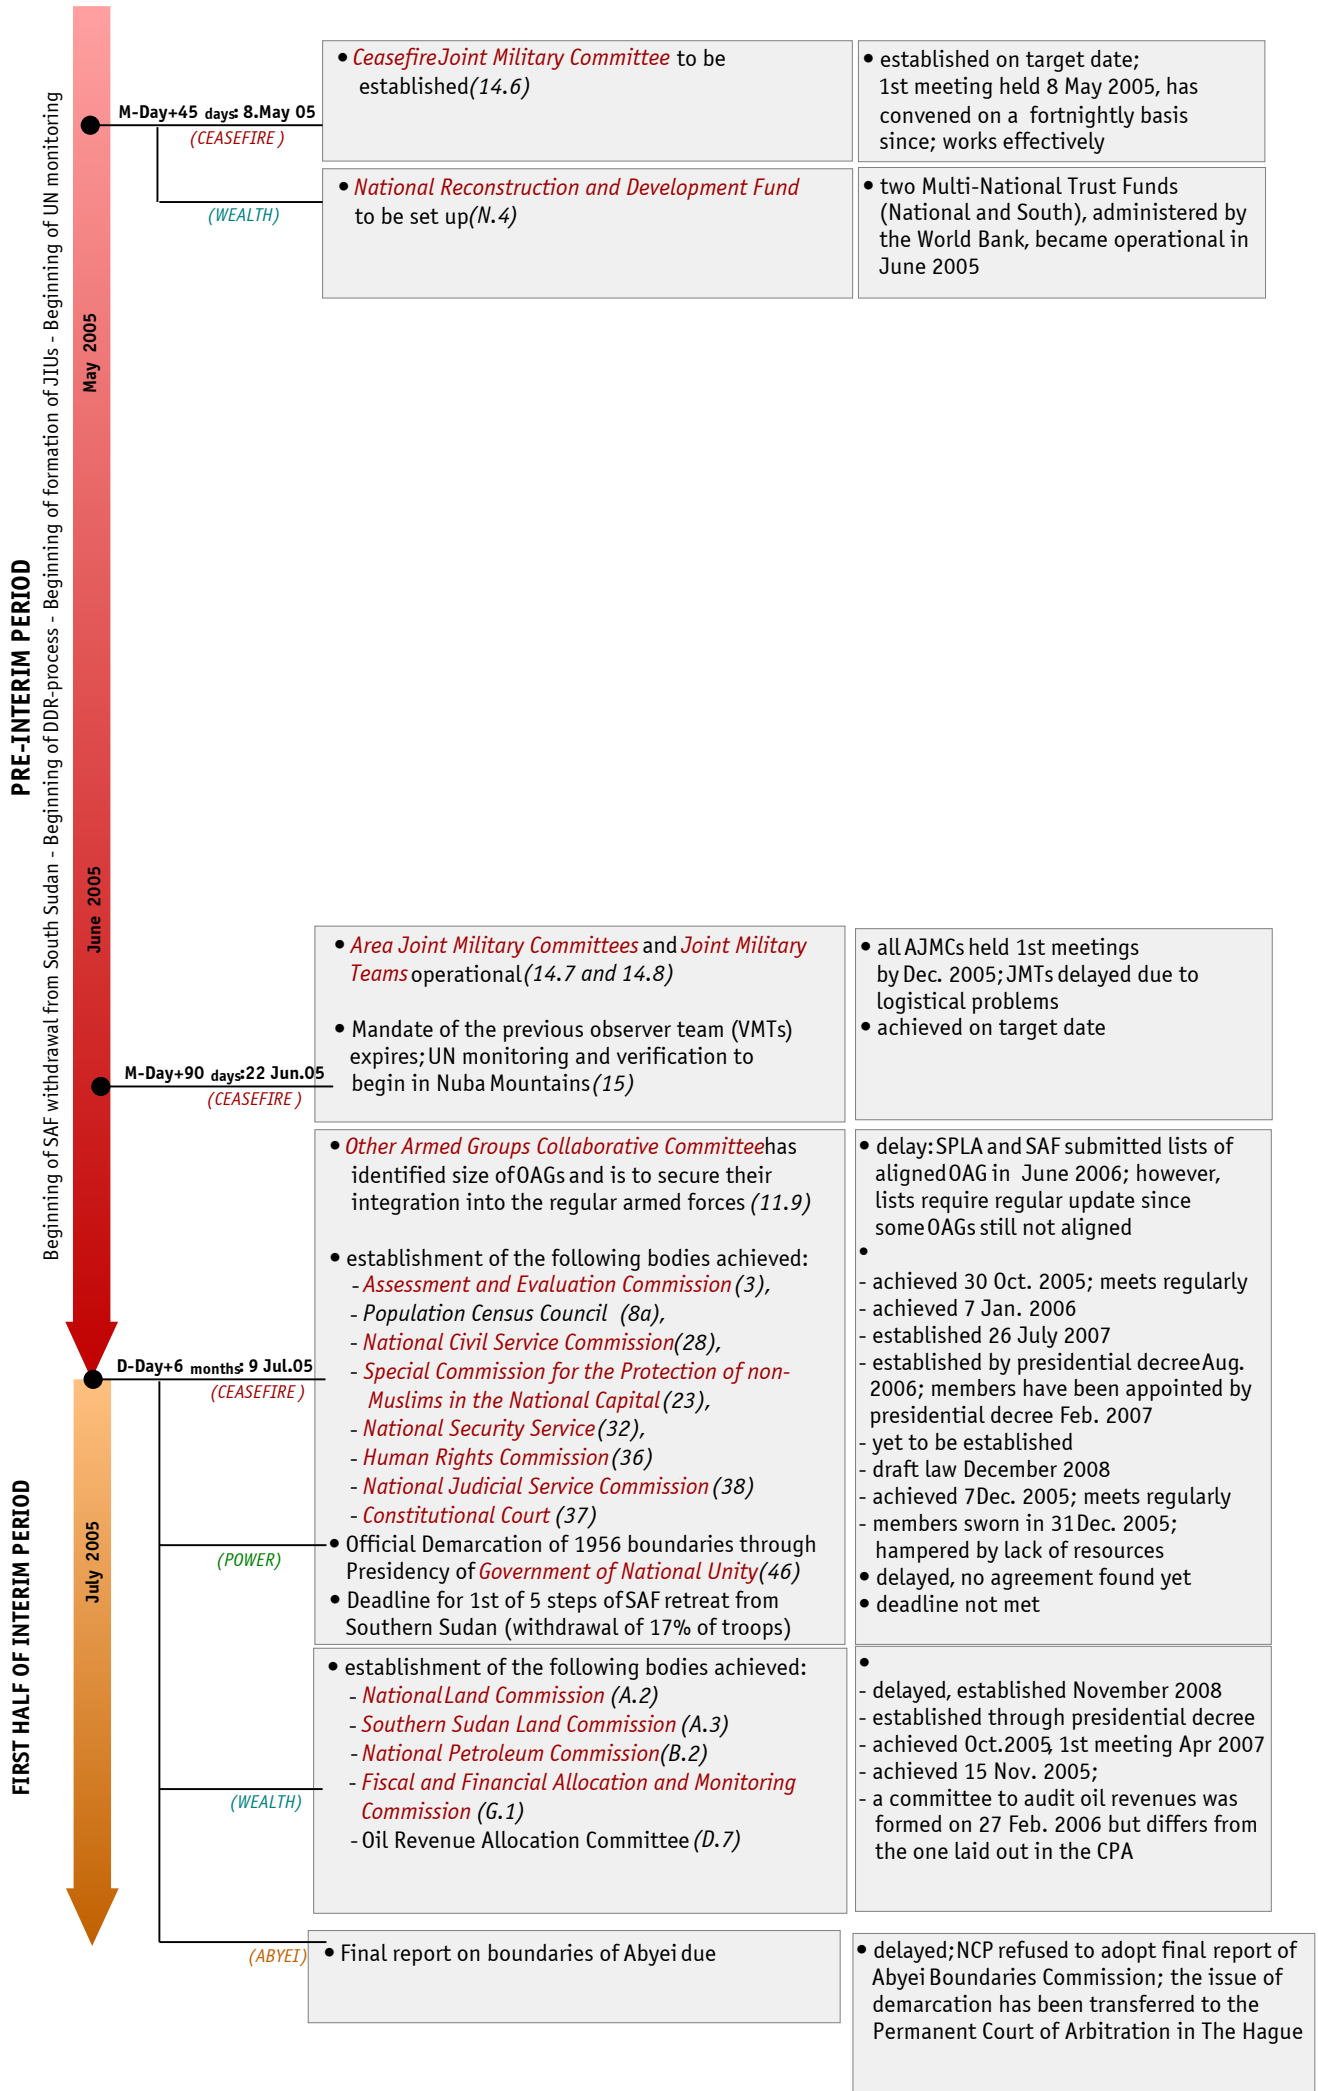 PRE-INTERIM PERIOD
Beginning of SAF withdrawal from South Sudan - Beginning of DDR-process - Beginning of formation of JIUs - Beginning of UN monitoring
May 2005
June 2005
M-Day+45 days: 8.May 05
(CEASEFIRE )
• Ceasefire Joint Military Committee to be
established (14.6)
• established on target date;
1st meeting held 8 May 2005, has
convened on a fortnightly basis
since; works effectively
(WEALTH)
• National Reconstruction and Development Fund
to be set up (N.4)
• two Multi-National Trust Funds
(National and South), administered by
the World Bank, became operational in
June 2005
M-Day+90 days:22 Jun.05
(CEASEFIRE )
• Area Joint Military Committees and Joint Military
Teams operational (14.7 and 14.8)
• Mandate of the previous observer team (VMTs)
expires; UN monitoring and verification to
begin in Nuba Mountains (15)
• all AJMCs held 1st meetings
by Dec. 2005; JMTs delayed due to
logistical problems
• achieved on target date
FIRST HALF OF INTERIM PERIOD
July 2005
D-Day+6 months: 9 Jul.05
(CEASEFIRE )
• Other Armed Groups Collaborative Committee has
identified size of OAGs and is to secure their
integration into the regular armed forces (11.9)
• establishment of the following bodies achieved:
- Assessment and Evaluation Commission (3),
- Population Census Council (8a),
- National Civil Service Commission (28),
- Special Commission for the Protection of non-
Muslims in the National Capital (23),
- National Security Service (32),
- Human Rights Commission (36)
- National Judicial Service Commission (38)
- Constitutional Court (37)
(POWER)
• Official Demarcation of 1956 boundaries through
Presidency of Government of National Unity (46)
• Deadline for 1st of 5 steps of SAF retreat from
Southern Sudan (withdrawal of 17% of troops)
• delay: SPLA and SAF submitted lists of
aligned OAG in June 2006; however,
lists require regular update since
some OAGs still not aligned
•
- achieved 30 Oct. 2005; meets regularly
- achieved 7 Jan. 2006
- established 26 July 2007
- established by presidential decree Aug.
2006; members have been appointed by
presidential decree Feb. 2007
- yet to be established
- draft law December 2008
- achieved 7 Dec. 2005; meets regularly
- members sworn in 31 Dec. 2005;
hampered by lack of resources
• delayed, no agreement found yet
• deadline not met
(WEALTH)
• establishment of the following bodies achieved:
- National Land Commission (A.2)
- Southern Sudan Land Commission (A.3)
- National Petroleum Commission (B.2)
- Fiscal and Financial Allocation and Monitoring
Commission (G.1)
- Oil Revenue Allocation Committee (D.7)
•
- delayed, established November 2008
- established through presidential decree
- achieved Oct.2005, 1st meeting Apr 2007
- achieved 15 Nov. 2005;
- a committee to audit oil revenues was
formed on 27 Feb. 2006 but differs from
the one laid out in the CPA
(ABYEI)
• Final report on boundaries of Abyei due
• delayed; NCP refused to adopt final report of
Abyei Boundaries Commission; the issue of
demarcation has been transferred to the
Permanent Court of Arbitration in The Hague